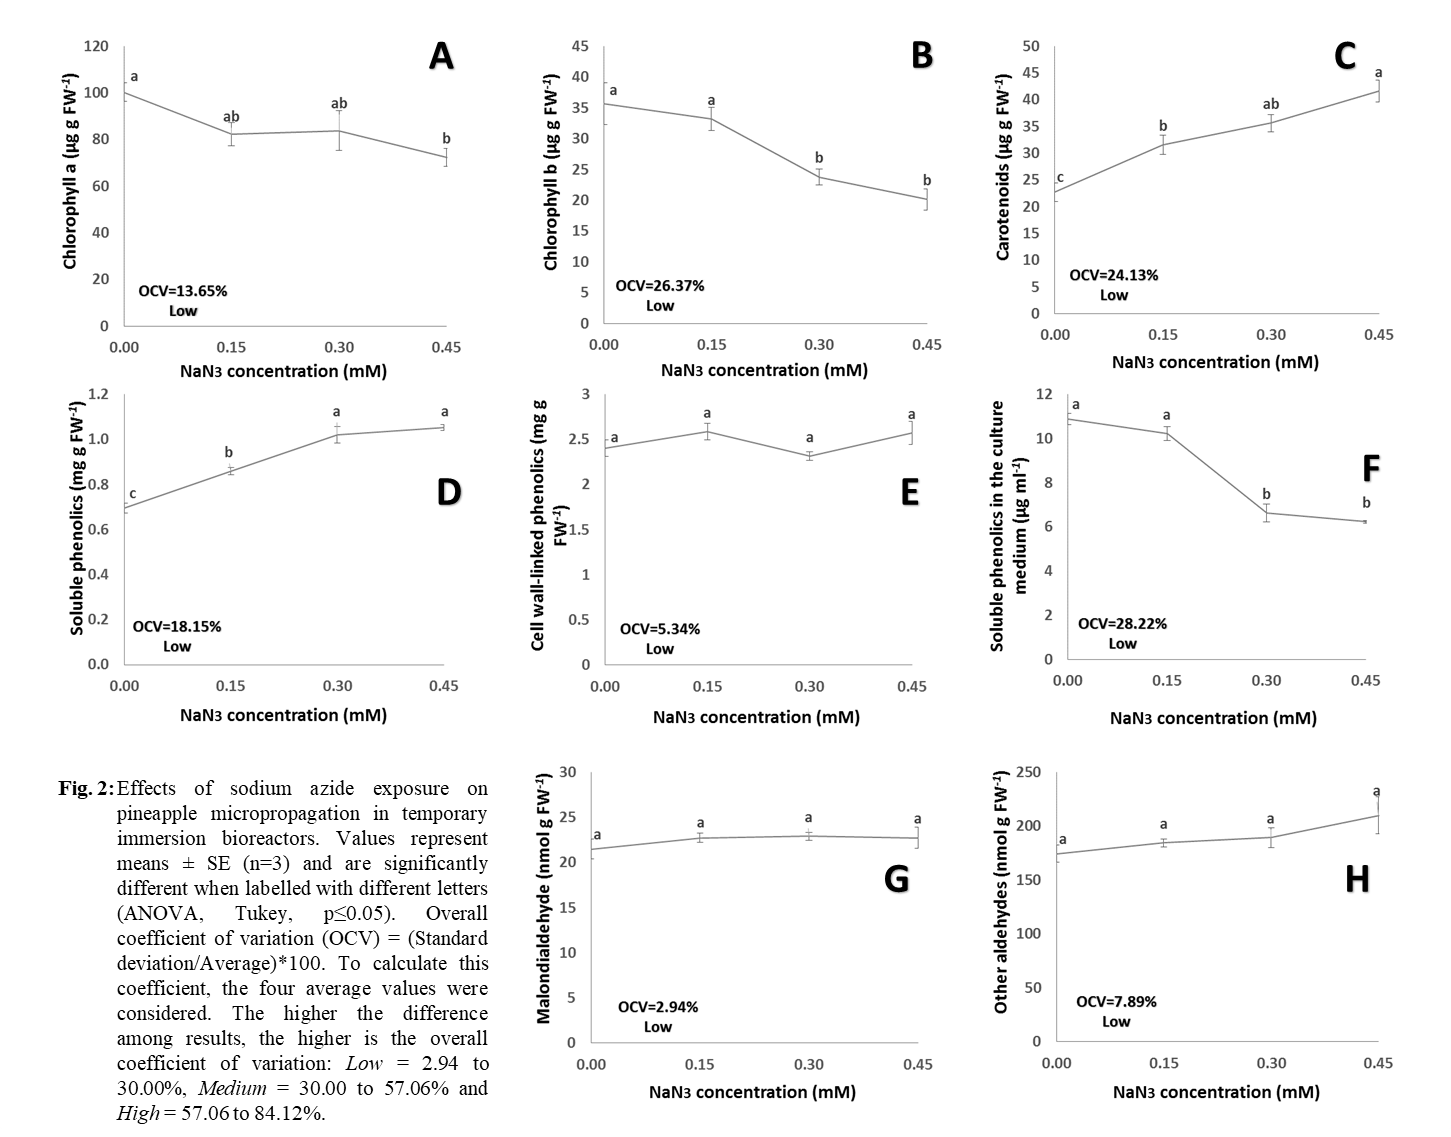 A
Chlorophyll a (µg g FW-1)
120
100
80
60
40
20
0
a
ab
ab
b
OCV=13.65%
Low
0.00 0.15 0.30 0.45
NaN3 concentration (mM)
B
Chlorophyll b (µg g FW-1)
45
40
35
30
25
20
15
10
5
0
a
a
b
b
OCV=26.37%
Low
0.00 0.15 0.30 0.45
NaN3 concentration (mM)
C
Carotenoids (µg g FW-1)
50
45
40
35
30
25
20
15
10
5
0
c
b
ab
a
OCV=24.13%
Low
0.00 0.15 0.30 0.45
NaN3 concentration (mM)
D
Soluble phenolics (mg g FW-1)
1.2
1.0
0.8
0.6
0.4
0.2
0.0
c
b
a
a
OCV=18.15%
Low
0.00 0.15 0.30 0.45
NaN3 concentration (mM)
E
Cell wall-linked phenolics (mg g
FW-1)
3
2.5
2
1.5
1
0.5
0
a
a
a
a
OCV=5.34%
Low
0.00 0.15 0.30 0.45
NaN3 concentration (mM)
F
Soluble phenolics in the culture
medium (µg ml-1)
12
10
8
6
4
2
0
a
a
b
b
OCV=28.22%
Low
0.00 0.15 0.30 0.45
NaN3 concentration (mM)
Fig. 2: Effects of sodium azide exposure on
pineapple micropropagation in temporary
immersion bioreactors. Values represent
means ± SE (n=3) and are significantly
different when labelled with different letters
(ANOVA, Tukey, p≤0.05). Overall
coefficient of variation (OCV) = (Standard
deviation/Average)*100. To calculate this
coefficient, the four average values were
considered. The higher the difference
among results, the higher is the overall
coefficient of variation: Low = 2.94 to
30.00%, Medium = 30.00 to 57.06% and
High = 57.06 to 84.12%.
G
Malondialdehyde (nmol g FW-1)
30
25
20
15
10
5
0
a
a
a
a
OCV=2.94%
Low
0.00 0.15 0.30 0.45
NaN3 concentration (mM)
H
Other aldehydes (nmol g FW-1)
250
200
150
100
50
0
a
a
a
a
OCV=7.89%
Low
0.00 0.15 0.30 0.45
NaN3 concentration (mM)